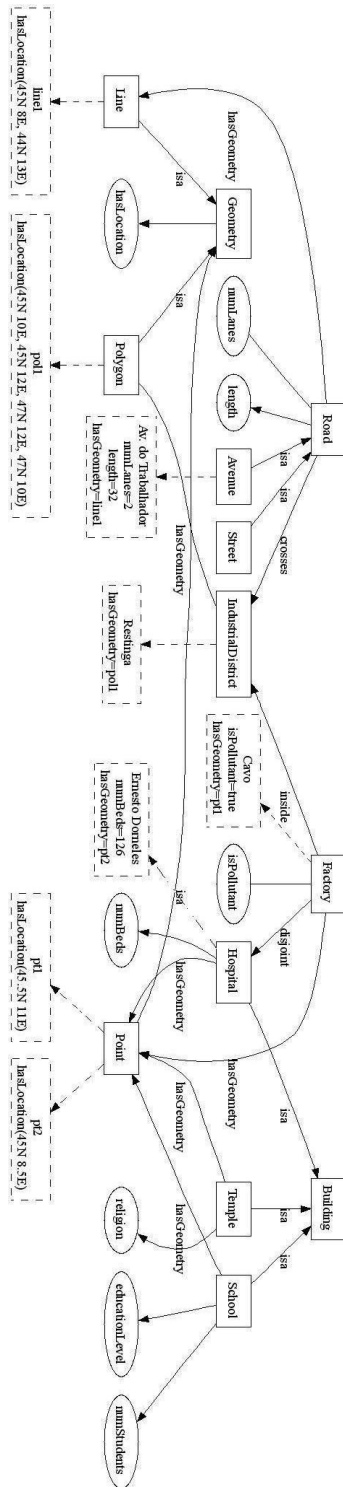 Road
Factory
Building
isa
isa
crosses
inside
disjoint
isa
isa
isa
numLanes
length
Avenue
Street
IndustrialDistrict
Cavo
isPollutant=true
hasGeometry=pt1
isPollutant
Hospital
Temple
School
hasGeometry
Geometry
isa
isa
hasGeometry
isa
hasGeometry
hasGeometry
hasGeometry
hasGeometry
Line
hasLocation
Polygon
Av. do Trabalhador
numLanes=2
length=32
hasGeometry=line1
Restinga
hasGeometry=pol1
Ernesto Dorneles
numBeds=126
hasGeometry=pt2
numBeds
Point
religion
educationLevel
numStudents
line1
hasLocation(45N 8E, 44N 13E)
pol1
hasLocation(45N 10E, 45N 12E, 47N 12E, 47N 10E)
pt1
hasLocation(45.5N 11E)
pt2
hasLocation(45N 8.5E)